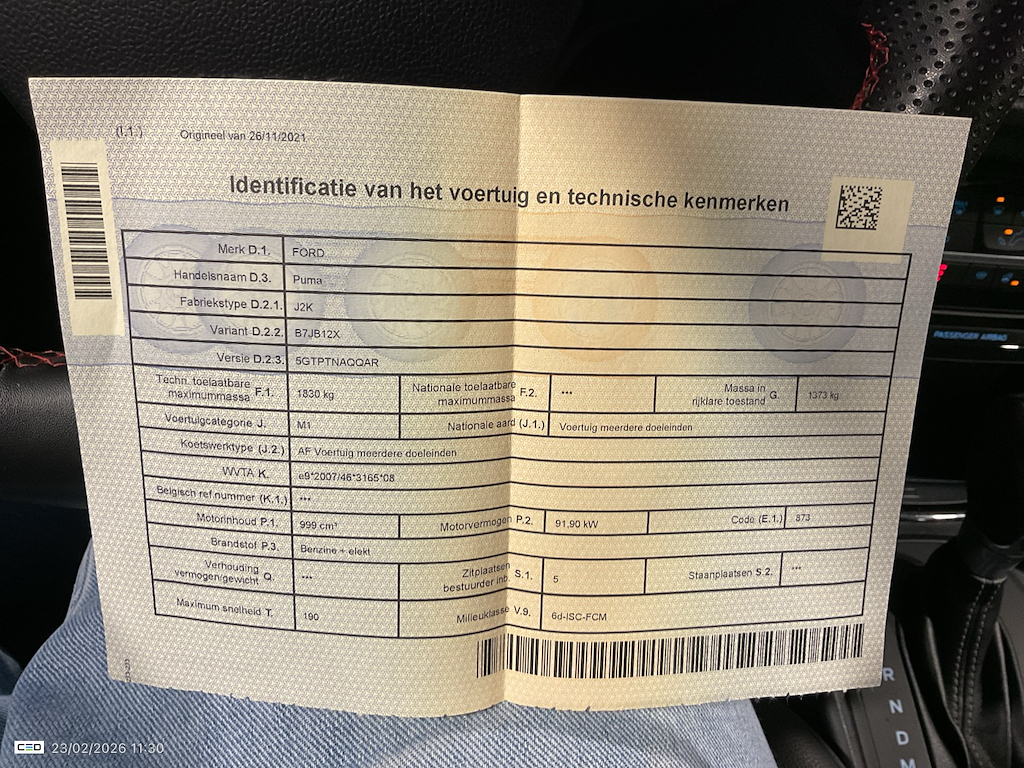 (I.1.) Origineel van 26/11/2021
Identificatie van het voertuig en technische kenmerken
Merk D.1. FORD
Handelsnaam D.3. Puma
Fabriekstype D.2.1. J2K
Variant D.2.2. B7JB12X
Versie D.2.3. 5GTPTNAQQAR
Techn. toelaatbare maximummassa F.1. 1830 kg Nationale toelaatbare maximummassa F.2. *** Massa in rijklare toestand G. 1373 kg
Voertuigcategorie J. M1 Nationale aard (J.1.) Voertuig meerdere doeleinden
Koetswerktype (J.2.) AF Voertuig meerdere doeleinden
WVTA K. e9*2007/46*3165*08
Belgisch ref.nummer (K.1.) ***
Motorinhoud P.1. 999 cm³ Motorvermogen P.2. 91,90 kW Code (E.1.) 873
Brandstof P.3. Benzine + elekt
Verhouding vermogen/gewicht Q. *** Zitplaatsen bestuurder inb. S.1. 5 Staanplaatsen S.2. ***
Maximum snelheid T. 190 Milieuklasse V.9. 6d-ISC-FCM
PASSENGER AIRBAG
R
N
D
M
CEO 23/02/2026 11:30